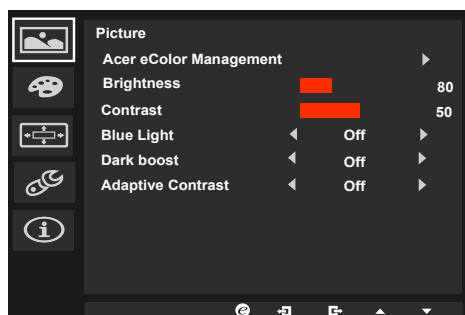 Picture
Acer eColor Management
Brightness 80
Contrast 50
Blue Light Off
Dark boost Off
Adaptive Contrast Off